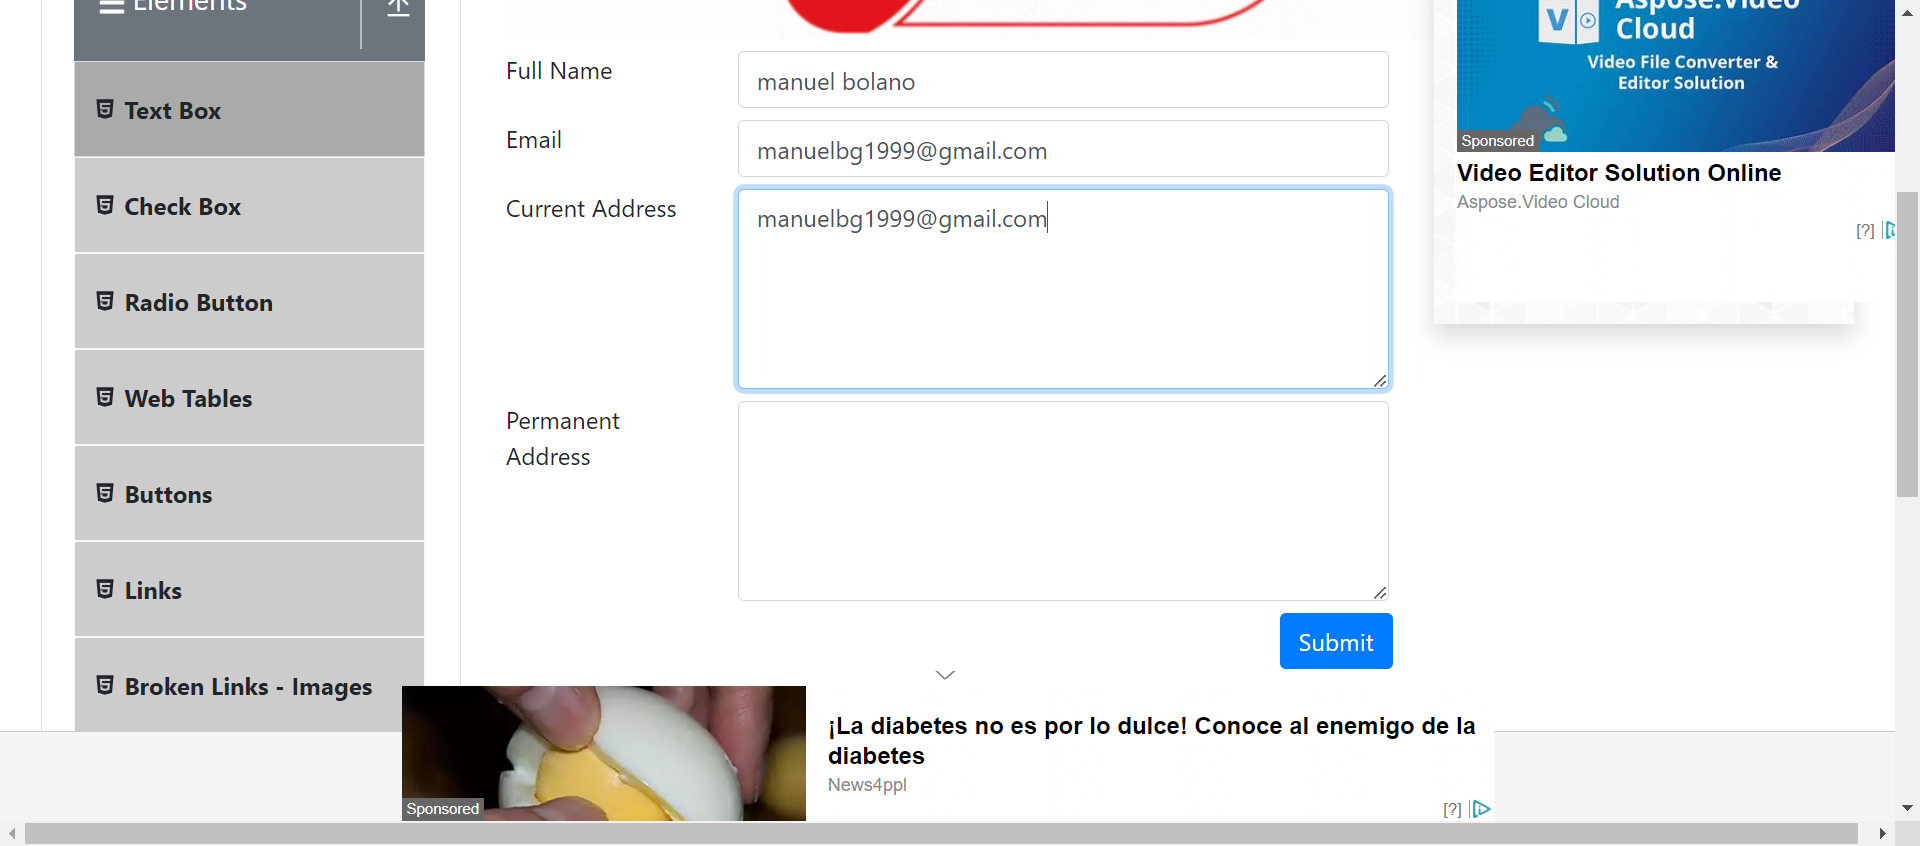 Elements
Text Box
Check Box
Radio Button
Web Tables
Buttons
Links
Broken Links - Images
Full Name
manuel bolano
Email
manuelbg1999@gmail.com
Current Address
manuelbg1999@gmail.com
Permanent
Address
Submit
Aspose.Video
Cloud
Video File Converter &
Editor Solution
V
Sponsored
Video Editor Solution Online
Aspose.Video Cloud
[?]
¡La diabetes no es por lo dulce! Conoce al enemigo de la
diabetes
News4ppl
Sponsored
[?]